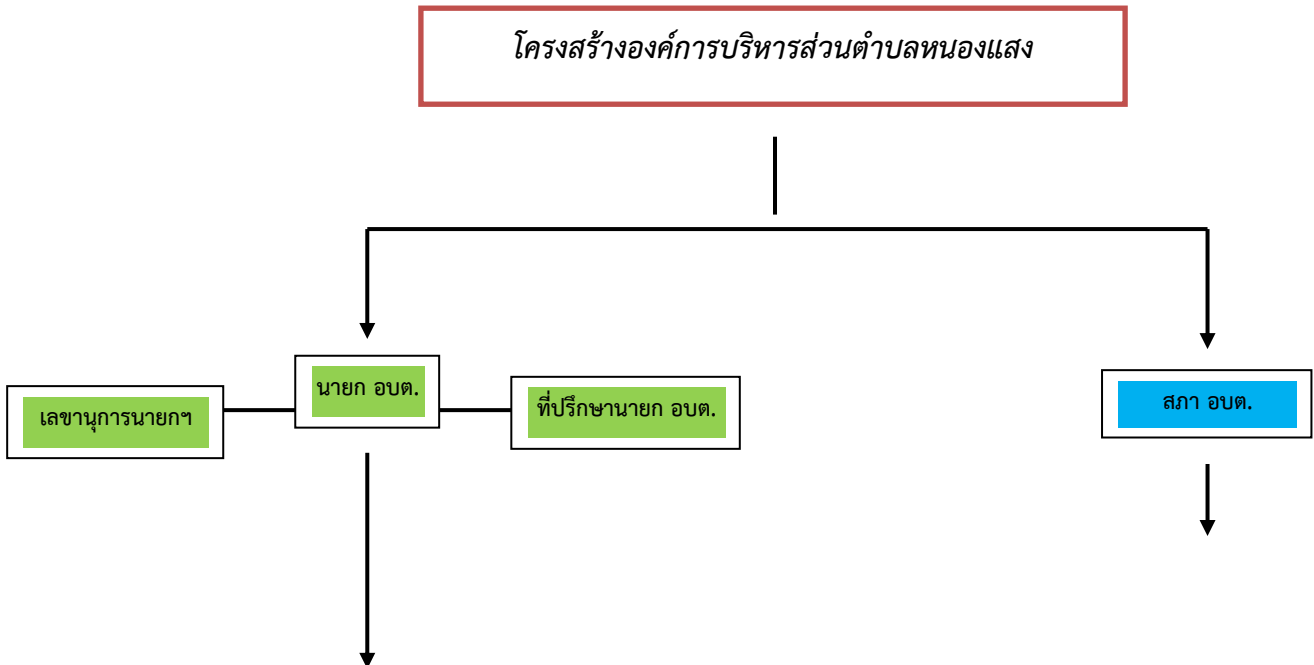 โครงสร้างองค์การบริหารส่วนตำบลหนองแสง
นายก อบต.
เลขานุการนายกฯ
ที่ปรึกษานายก อบต.
สภา อบต.